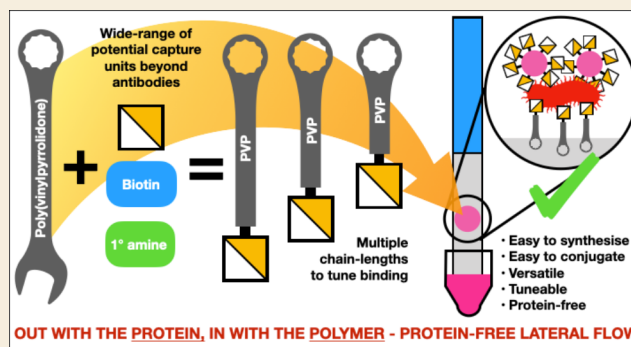 Wide-range of
potential capture
units beyond
antibodies
Poly(vinylpyrrolidone)
+
Biotin
1° amine
=
PVP
PVP
PVP
Multiple
chain-lengths
to tune binding
• Easy to synthesise
• Easy to conjugate
• Versatile
• Tuneable
• Protein-free
OUT WITH THE PROTEIN, IN WITH THE POLYMER - PROTEIN-FREE LATERAL FLOW